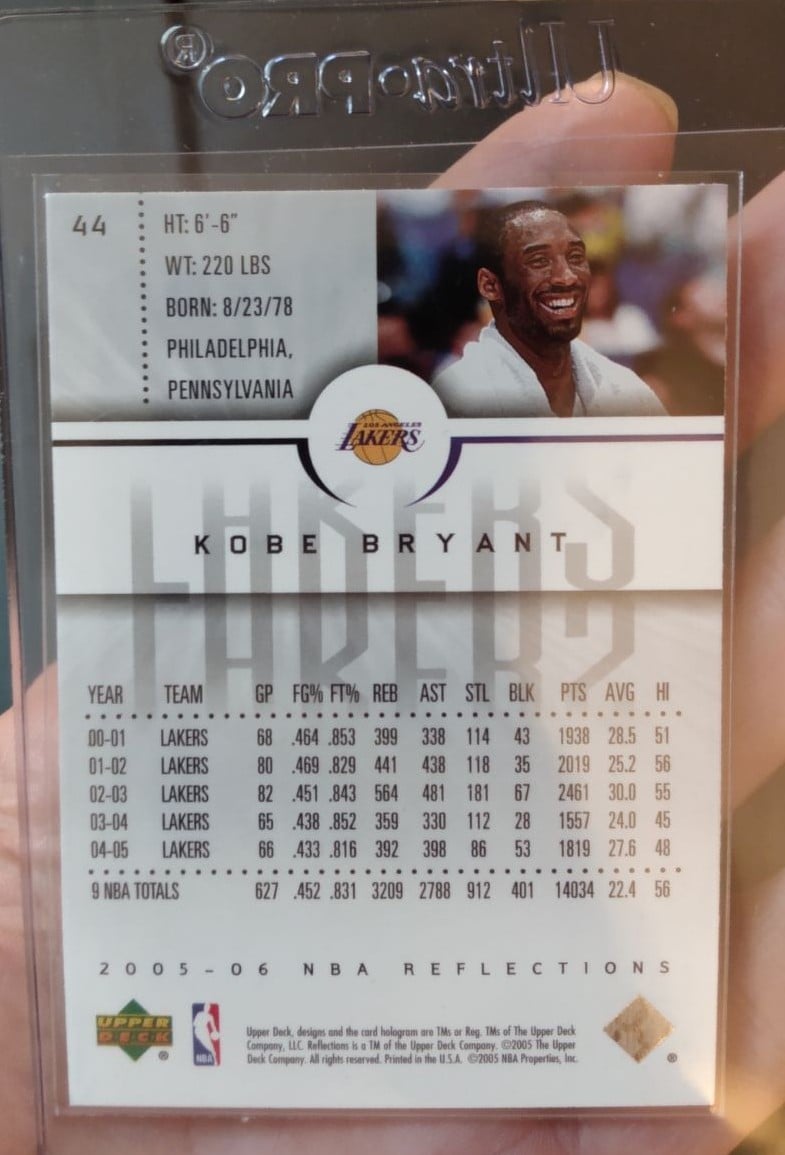 Ultra•PRO®
44
HT: 6'-6"
WT: 220 LBS
BORN: 8/23/78
PHILADELPHIA,
PENNSYLVANIA
LOS ANGELES
LAKERS
LAKERS
KOBE BRYANT
LAKERS
YEAR TEAM GP FG% FT% REB AST STL BLK PTS AVG HI
00-01 LAKERS 68 .464 .853 399 338 114 43 1938 28.5 51
01-02 LAKERS 80 .469 .829 441 438 118 35 2019 25.2 56
02-03 LAKERS 82 .451 .843 564 481 181 67 2461 30.0 55
03-04 LAKERS 65 .438 .852 359 330 112 28 1557 24.0 45
04-05 LAKERS 66 .433 .816 392 398 86 53 1819 27.6 48
9 NBA TOTALS 627 .452 .831 3209 2788 912 401 14034 22.4 56
2005-06 NBA REFLECTIONS
UPPER
DECK
®
NBA
Upper Deck, designs and the card hologram are TMs or Reg. TMs of The Upper Deck
Company, LLC. Reflections is a TM of the Upper Deck Company. ©2005 The Upper
Deck Company. All rights reserved. Printed in the U.S.A. ©2005 NBA Properties, Inc.
®